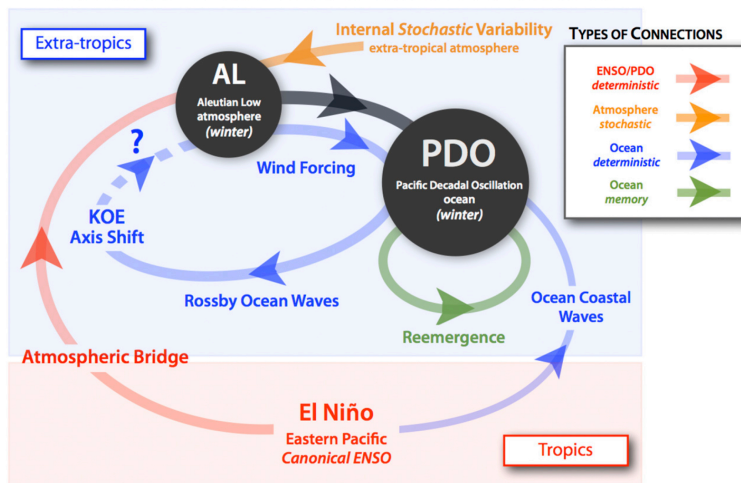 Extra-tropics
Internal Stochastic Variability
extra-tropical atmosphere
TYPES OF CONNECTIONS
ENSO/PDO
deterministic
Atmosphere
stochastic
Ocean
deterministic
Ocean
memory
AL
Aleutian Low
atmosphere
(winter)
?
Wind Forcing
PDO
Pacific Decadal Oscillation
ocean
(winter)
KOE
Axis Shift
Rossby Ocean Waves
Ocean Coastal
Waves
Reemergence
Atmospheric Bridge
El Niño
Eastern Pacific
Canonical ENSO
Tropics